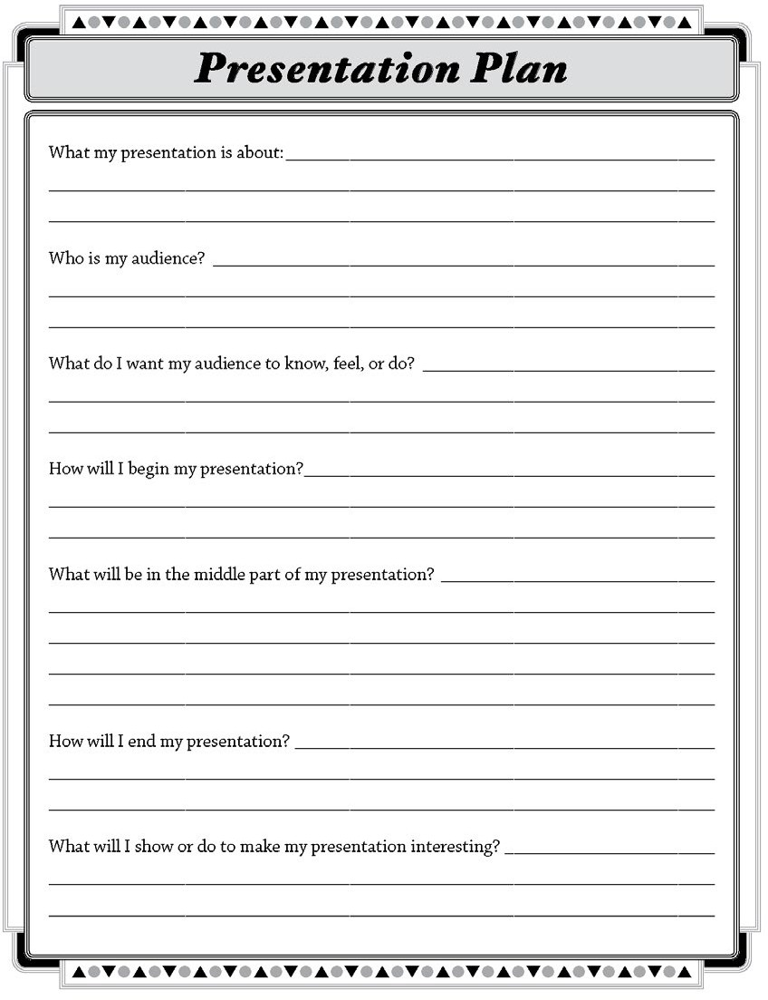 Presentation Plan
What my presentation is about:
Who is my audience?
What do I want my audience to know, feel, or do?
How will I begin my presentation?
What will be in the middle part of my presentation?
How will I end my presentation?
What will I show or do to make my presentation interesting?